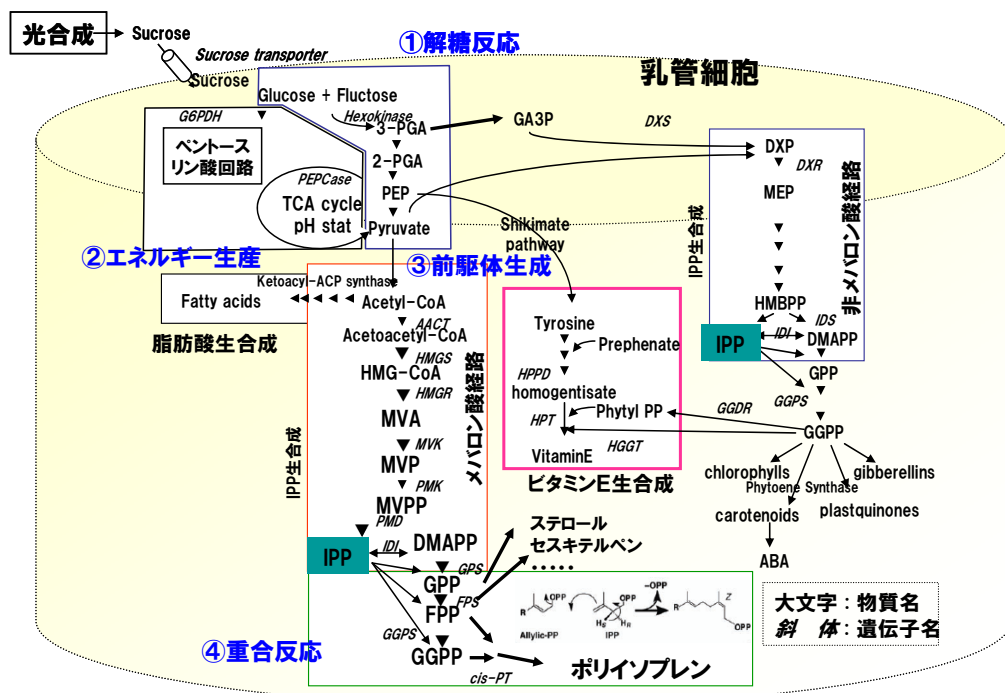 光合成
Sucrose
Sucrose transporter
Sucrose
①解糖反応
乳管細胞
Glucose + Fluctose
G6PDH
Hexokinase
3-PGA
GA3P
DXS
ペントース
リン酸回路
2-PGA
DXP
DXR
PEPCase
PEP
MEP
TCA cycle
pH stat
Pyruvate
Shikimate
pathway
IPP生合成
非メバロン酸経路
②エネルギー生産
③前駆体生成
Ketoacyl-ACP synthase
Fatty acids
Acetyl-CoA
脂肪酸生合成
AACT
Acetoacetyl-CoA
HMGS
HMG-CoA
HMGR
MVA
MVK
MVP
PMK
MVPP
PMD
IPP生合成
メバロン酸経路
IPP
IDI
DMAPP
GPS
GPP
FPS
FPP
GGPS
GGPP
cis-PT
Tyrosine
Prephenate
HPPD
homogentisate
HPT
Phytyl PP
HGGT
VitaminE
ビタミンE生合成
HMBPP
IDS
IPP
IDI
DMAPP
GPP
GGPS
GGDR
GGPP
chlorophylls
gibberellins
Phytoene Synthase
carotenoids
plastquinones
ABA
ステロール
セスキテルペン
・・・・・
④重合反応
ポリイソプレン
R
OPP
Allylic-PP
OPP
HS
HR
IPP
-OPP
R
Z
OPP
大文字：物質名
斜 体：遺伝子名